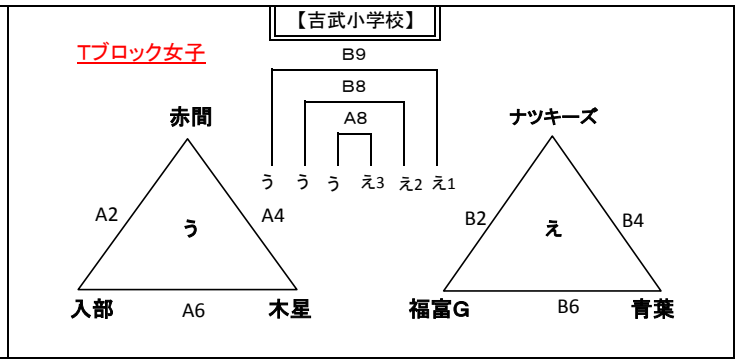 【吉武小学校】
Tブロック女子
B9
B8
A8
赤間
ナツキーズ
う う う え3 え2 え1
A2 う A4
B2 え B4
入部 A6 木星
福富G B6 青葉